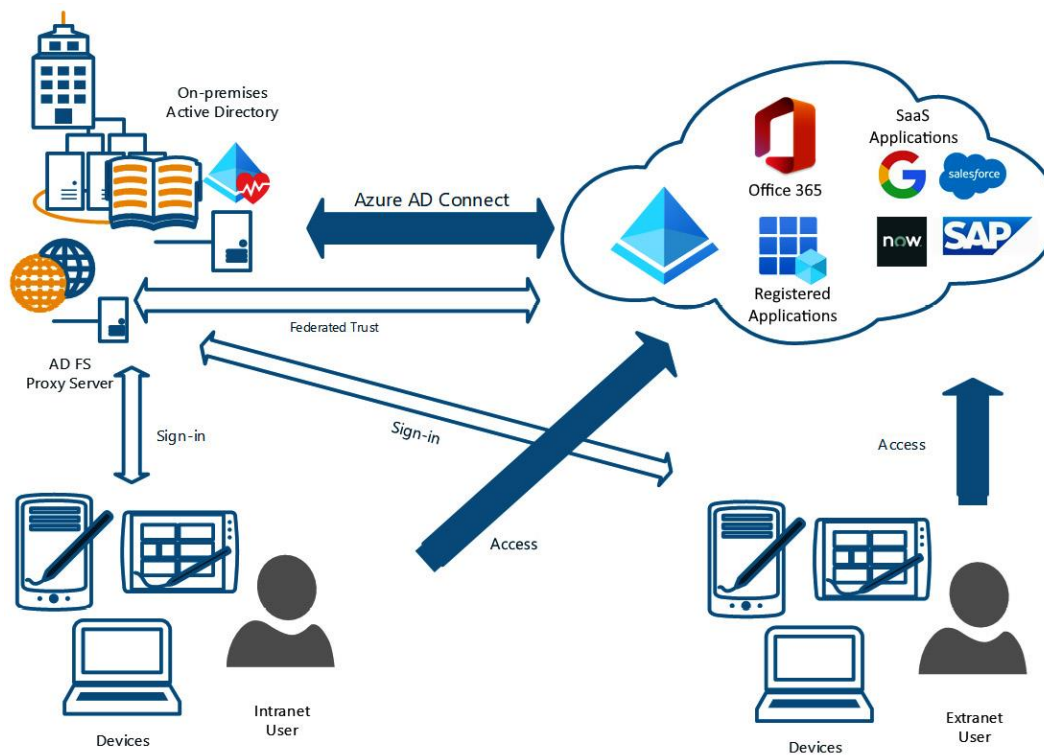 On-premises
Active Directory
Azure AD Connect
Federated Trust
AD FS
Proxy Server
Sign-in
Sign-in
Access
Access
Office 365
SaaS
Applications
G
salesforce
now
SAP
Registered
Applications
Intranet
User
Devices
Extranet
User
Devices